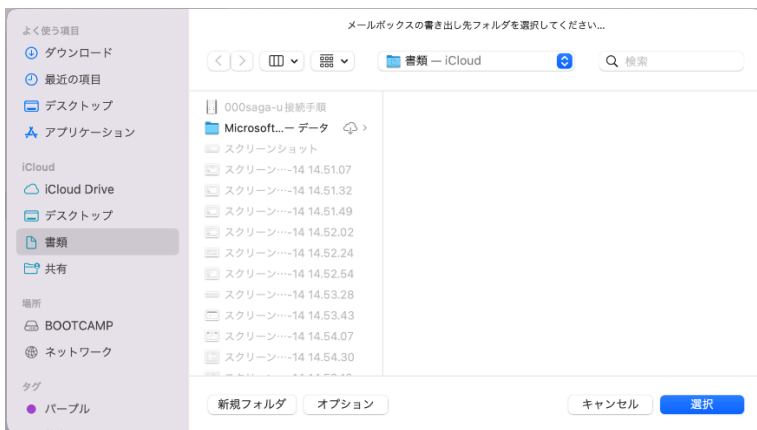 メールボックスの書き出し先フォルダを選択してください...
よく使う項目
ダウンロード
最近の項目
デスクトップ
アプリケーション
iCloud
iCloud Drive
デスクトップ
書類
共有
場所
BOOTCAMP
ネットワーク
タグ
パープル
書類 — iCloud
検索
000saga-u接続手順
Microsoft...ー データ
スクリーンショット
スクリーン…-14 14.51.07
スクリーン…-14 14.51.32
スクリーン…-14 14.51.49
スクリーン…-14 14.52.02
スクリーン…-14 14.52.24
スクリーン…-14 14.52.54
スクリーン…-14 14.53.28
スクリーン…-14 14.53.43
スクリーン…-14 14.54.07
スクリーン…-14 14.54.30
新規フォルダ
オプション
キャンセル
選択